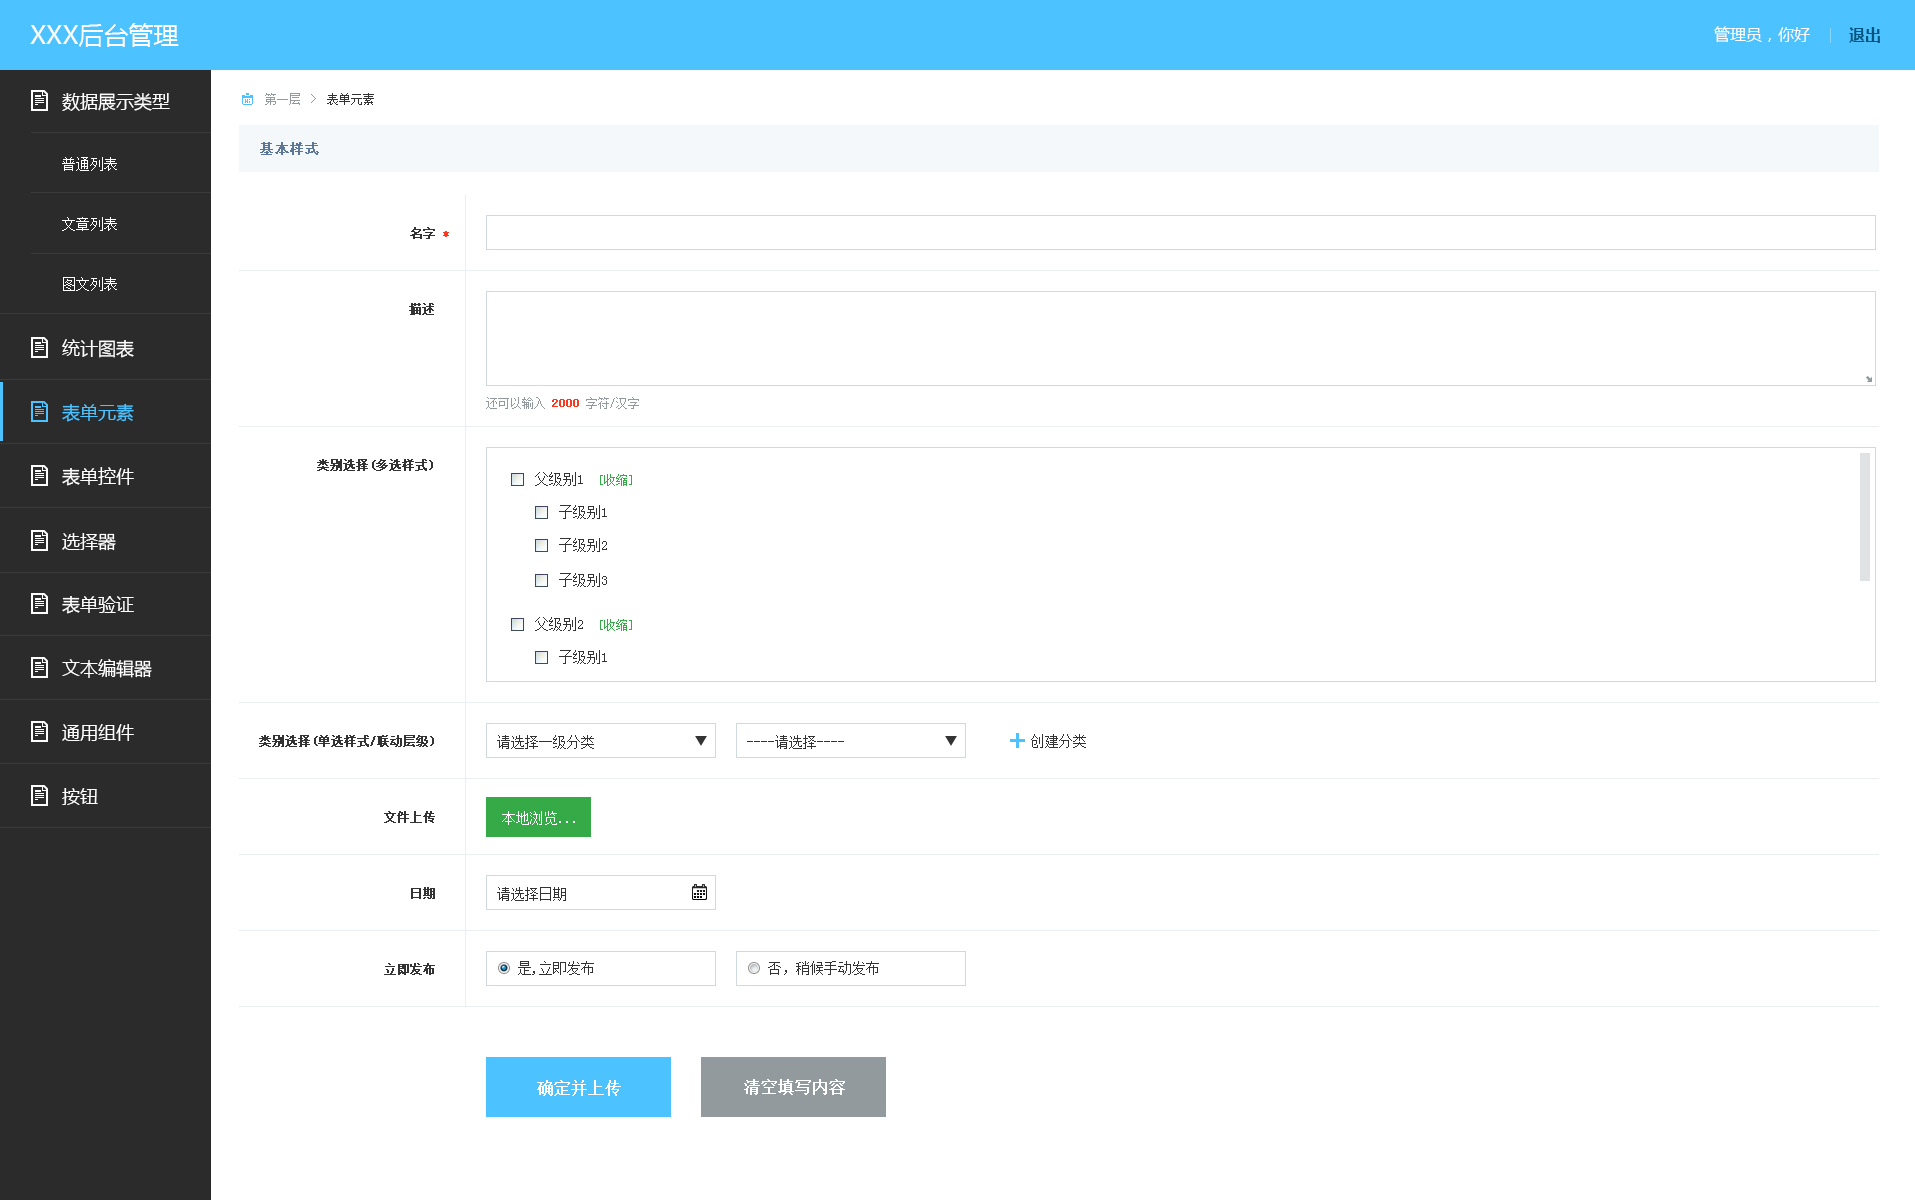 XXX后台管理
管理员，你好
退出
数据展示类型
普通列表
文章列表
图文列表
统计图表
表单元素
表单控件
选择器
表单验证
文本编辑器
通用组件
按钮
第一层 > 表单元素
基本样式
名字 *
描述
还可以输入 2000 字符/汉字
类别选择(多选样式)
父级别1 [收缩]
子级别1
子级别2
子级别3
父级别2 [收缩]
子级别1
类别选择(单选样式/联动层级)
请选择一级分类
----请选择----
创建分类
文件上传
本地浏览...
日期
请选择日期
立即发布
是,立即发布
否，稍候手动发布
确定并上传
清空填写内容